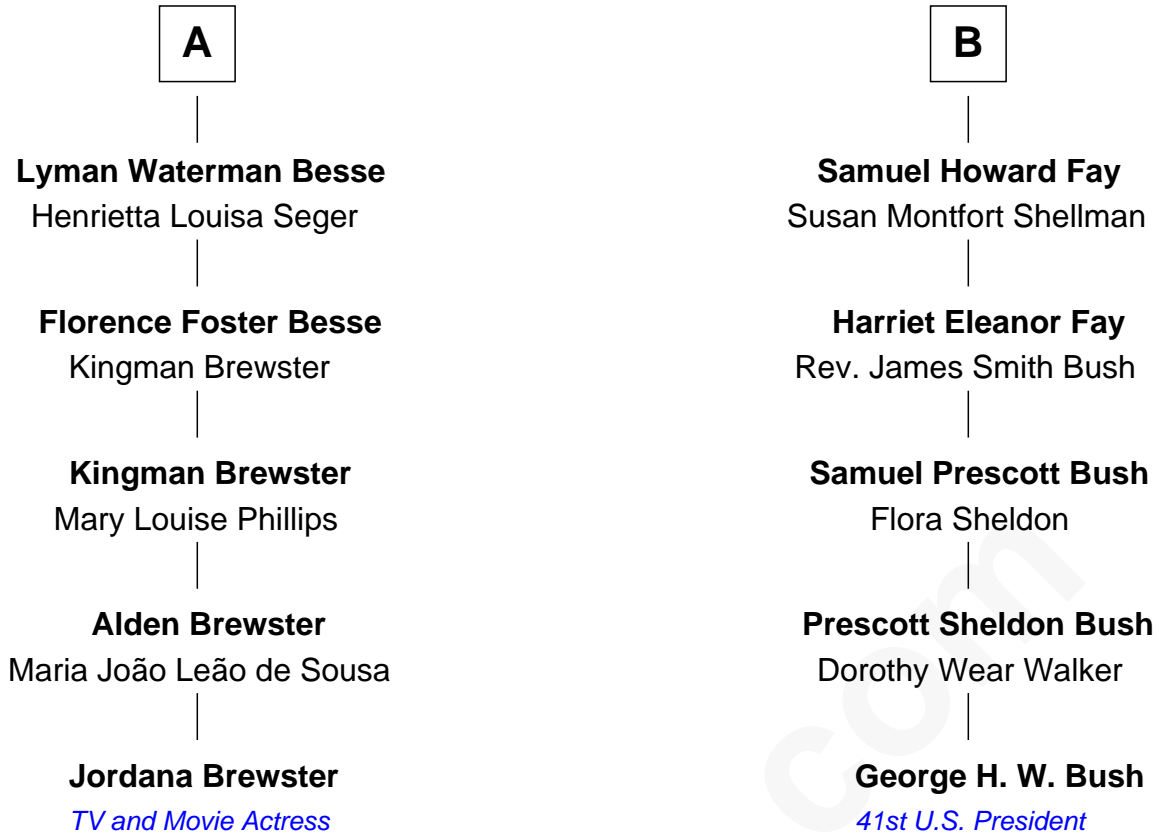 A
Lyman Waterman Besse
Henrietta Louisa Seger
Florence Foster Besse
Kingman Brewster
Kingman Brewster
Mary Louise Phillips
Alden Brewster
Maria João Leão de Sousa
Jordana Brewster
TV and Movie Actress
B
Samuel Howard Fay
Susan Montfort Shellman
Harriet Eleanor Fay
Rev. James Smith Bush
Samuel Prescott Bush
Flora Sheldon
Prescott Sheldon Bush
Dorothy Wear Walker
George H. W. Bush
41st U.S. President
com